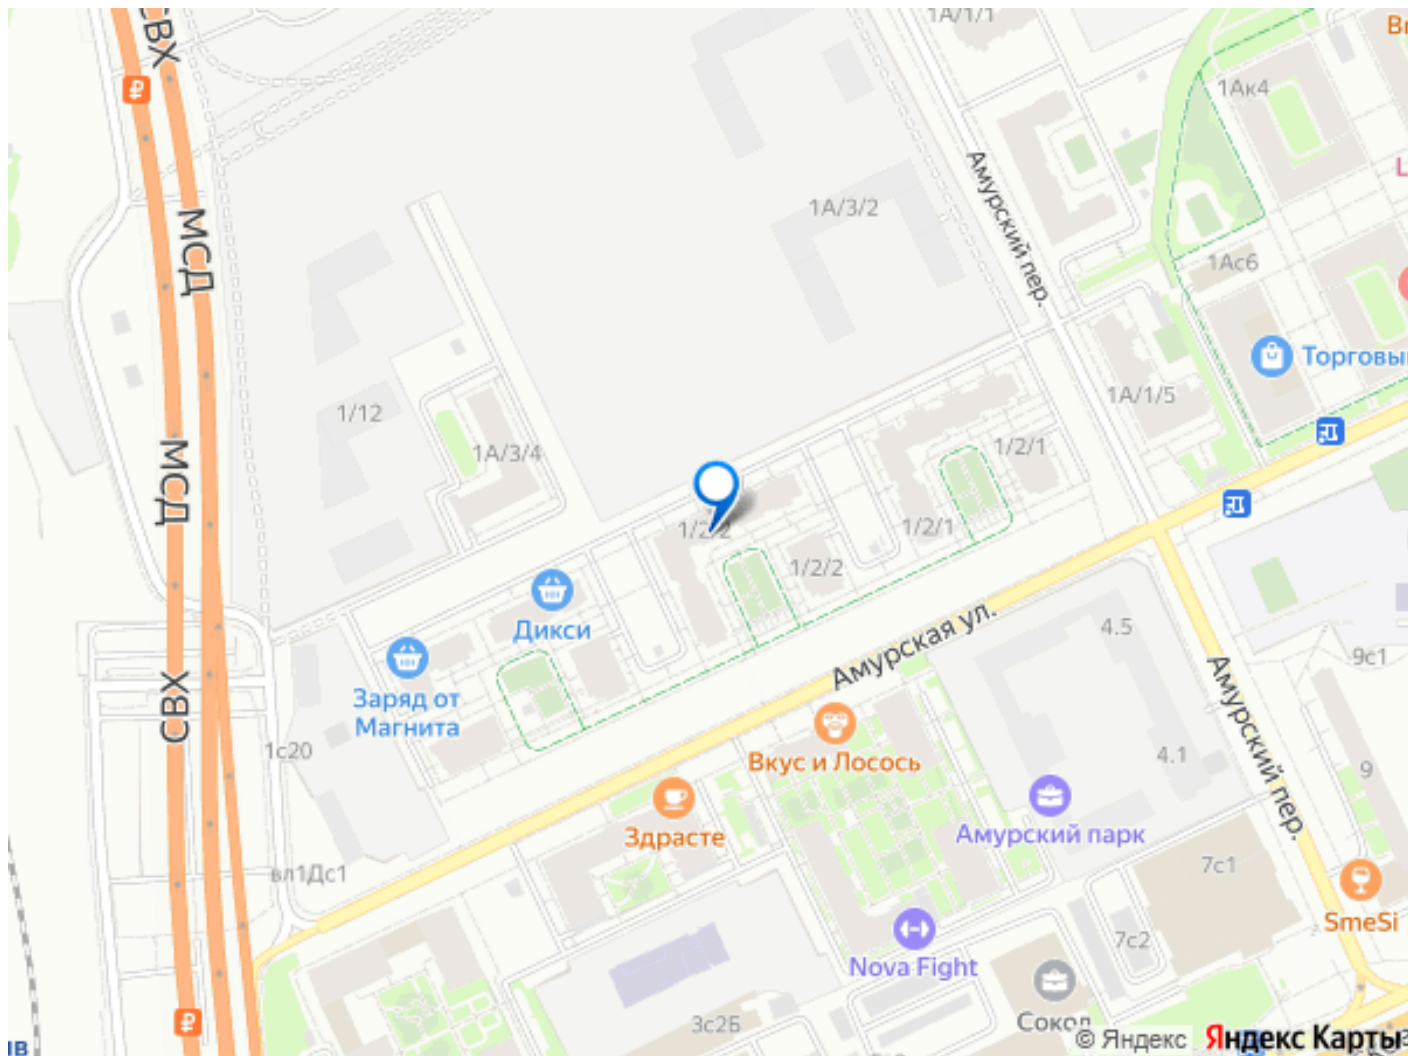 СВХ
1А/1/1
1Ак4
МСД
Амурский пер.
1А/3/2
1Ас6
Торговы
1/12
1А/3/4
1А/1/5
МСД
1/2/1
1/2/2
1/2/1
1/2/2
Дикси
Заряд от
Магнита
Амурская ул.
4.5
9с1
СВХ
1с20
Вкус и Лосось
4.1
Амурский пер.
9
Здрасте
Амурский парк
вл1Дс1
7с1
SmeSi
Nova Fight
7с2
3с2Б
Сокол
© Яндекс
Яндекс Карты